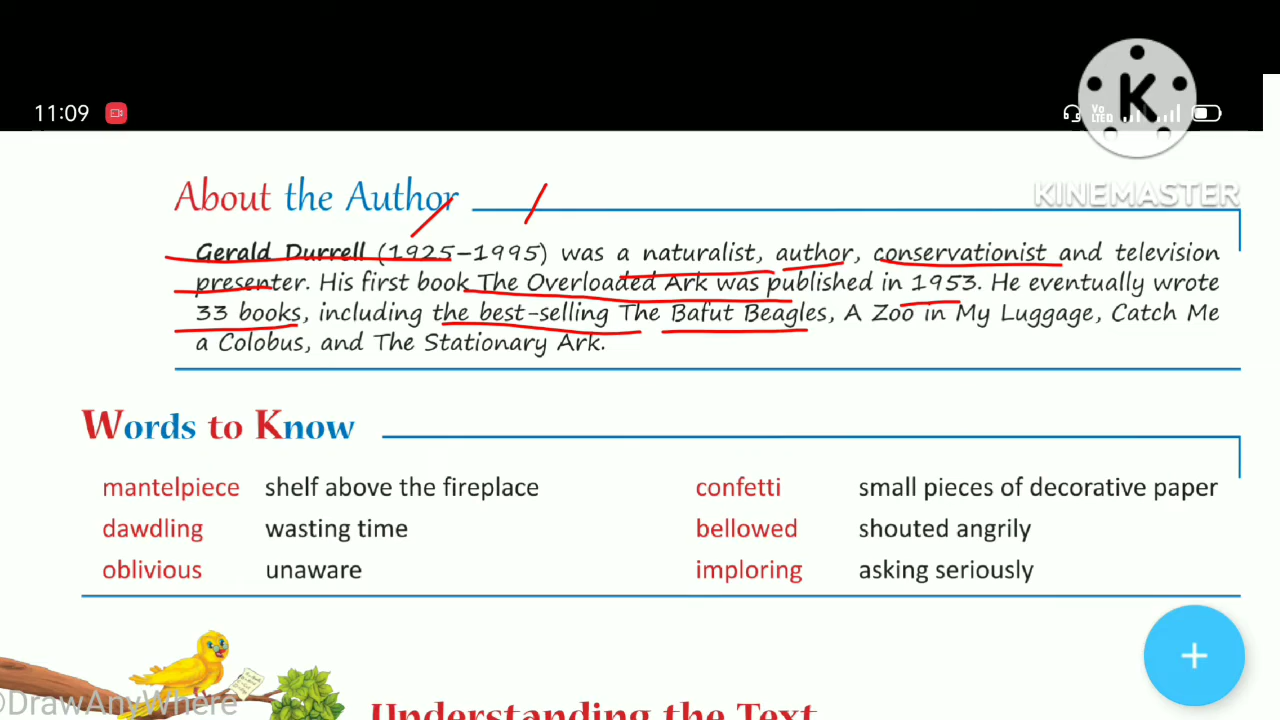 11:09
Vo
LTED
K
KINEMASTER
About the Author
Gerald Durrell (1925–1995) was a naturalist, author, conservationist and television
presenter. His first book The Overloaded Ark was published in 1953. He eventually wrote
33 books, including the best-selling The Bafut Beagles, A Zoo in My Luggage, Catch Me
a Colobus, and The Stationary Ark.
Words to Know
mantelpiece shelf above the fireplace confetti small pieces of decorative paper
dawdling wasting time bellowed shouted angrily
oblivious unaware imploring asking seriously
©DrawAnyWhere
Understanding the Text